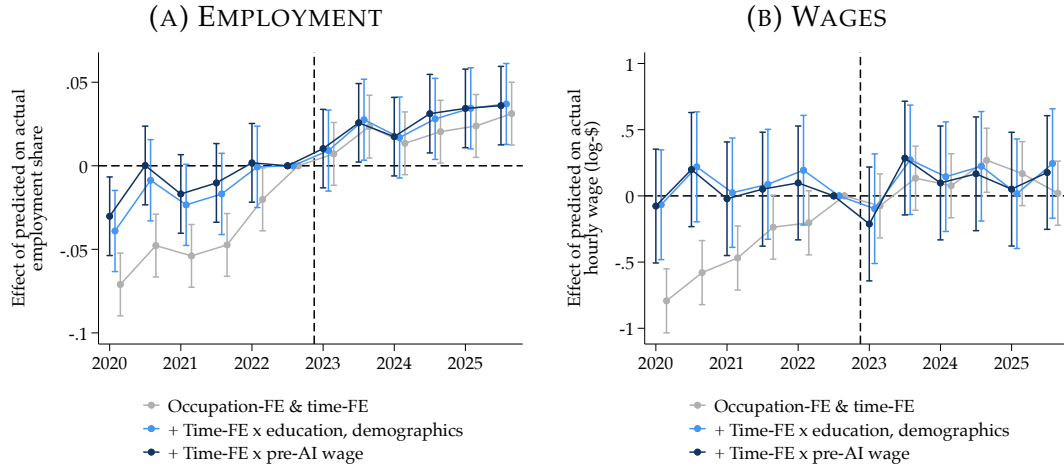 (A) EMPLOYMENT
Effect of predicted on actual
employment share
.05
0
-.05
-.1
2020 2021 2022 2023 2024 2025
Occupation-FE & time-FE
+ Time-FE x education, demographics
+ Time-FE x pre-AI wage
(B) WAGES
Effect of predicted on actual
hourly wage (log-$)
1
.5
0
-.5
-1
2020 2021 2022 2023 2024 2025
Occupation-FE & time-FE
+ Time-FE x education, demographics
+ Time-FE x pre-AI wage